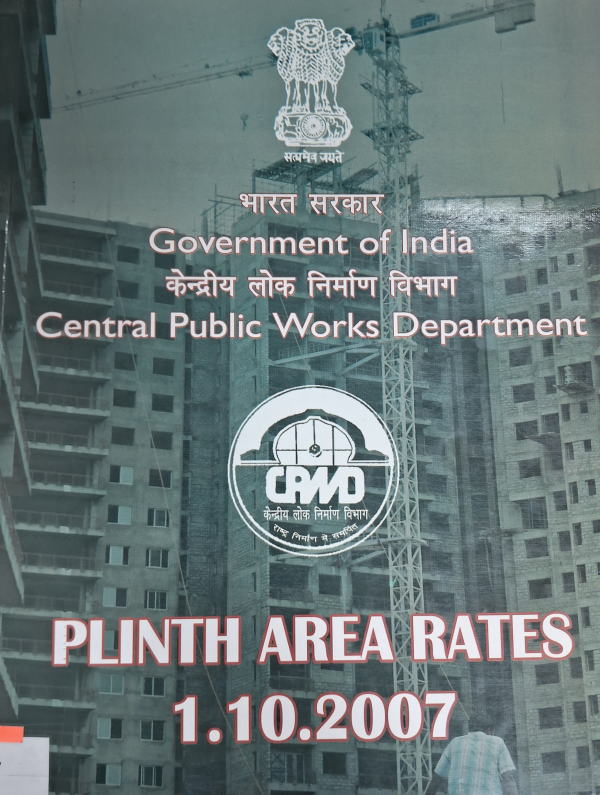 सत्यमेव जयते
भारत सरकार
Government of India
केन्द्रीय लोक निर्माण विभाग
Central Public Works Department
CPWD
केन्द्रीय लोक निर्माण विभाग
राष्ट्र निर्माण में समर्पित
PLINTH AREA RATES
1.10.2007